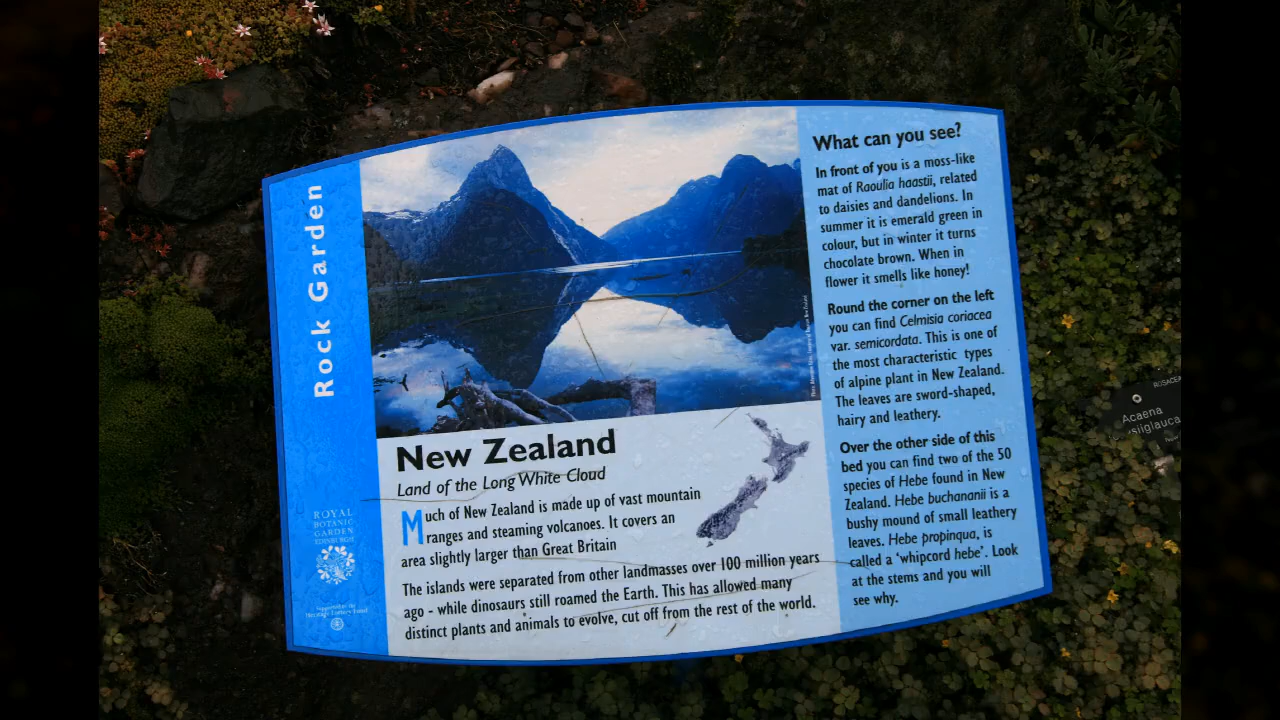 Rock Garden
ROYAL
BOTANIC
GARDEN
EDINBURGH
Supported by the
Heritage Lottery Fund
New Zealand
Land of the Long White Cloud
Much of New Zealand is made up of vast mountain
ranges and steaming volcanoes. It covers an
area slightly larger than Great Britain
The islands were separated from other landmasses over 100 million years
ago - while dinosaurs still roamed the Earth. This has allowed many
distinct plants and animals to evolve, cut off from the rest of the world.
What can you see?
In front of you is a moss-like
mat of Raoulia haastii, related
to daisies and dandelions. In
summer it is emerald green in
colour, but in winter it turns
chocolate brown. When in
flower it smells like honey!
Round the corner on the left
you can find Celmisia coriacea
var. semicordata. This is one of
the most characteristic types
of alpine plant in New Zealand.
The leaves are sword-shaped,
hairy and leathery.
Over the other side of this
bed you can find two of the 50
species of Hebe found in New
Zealand. Hebe buchananii is a
bushy mound of small leathery
leaves. Hebe propinqua, is
called a 'whipcord hebe'. Look
at the stems and you will
see why.
ROSACEA
Acaena